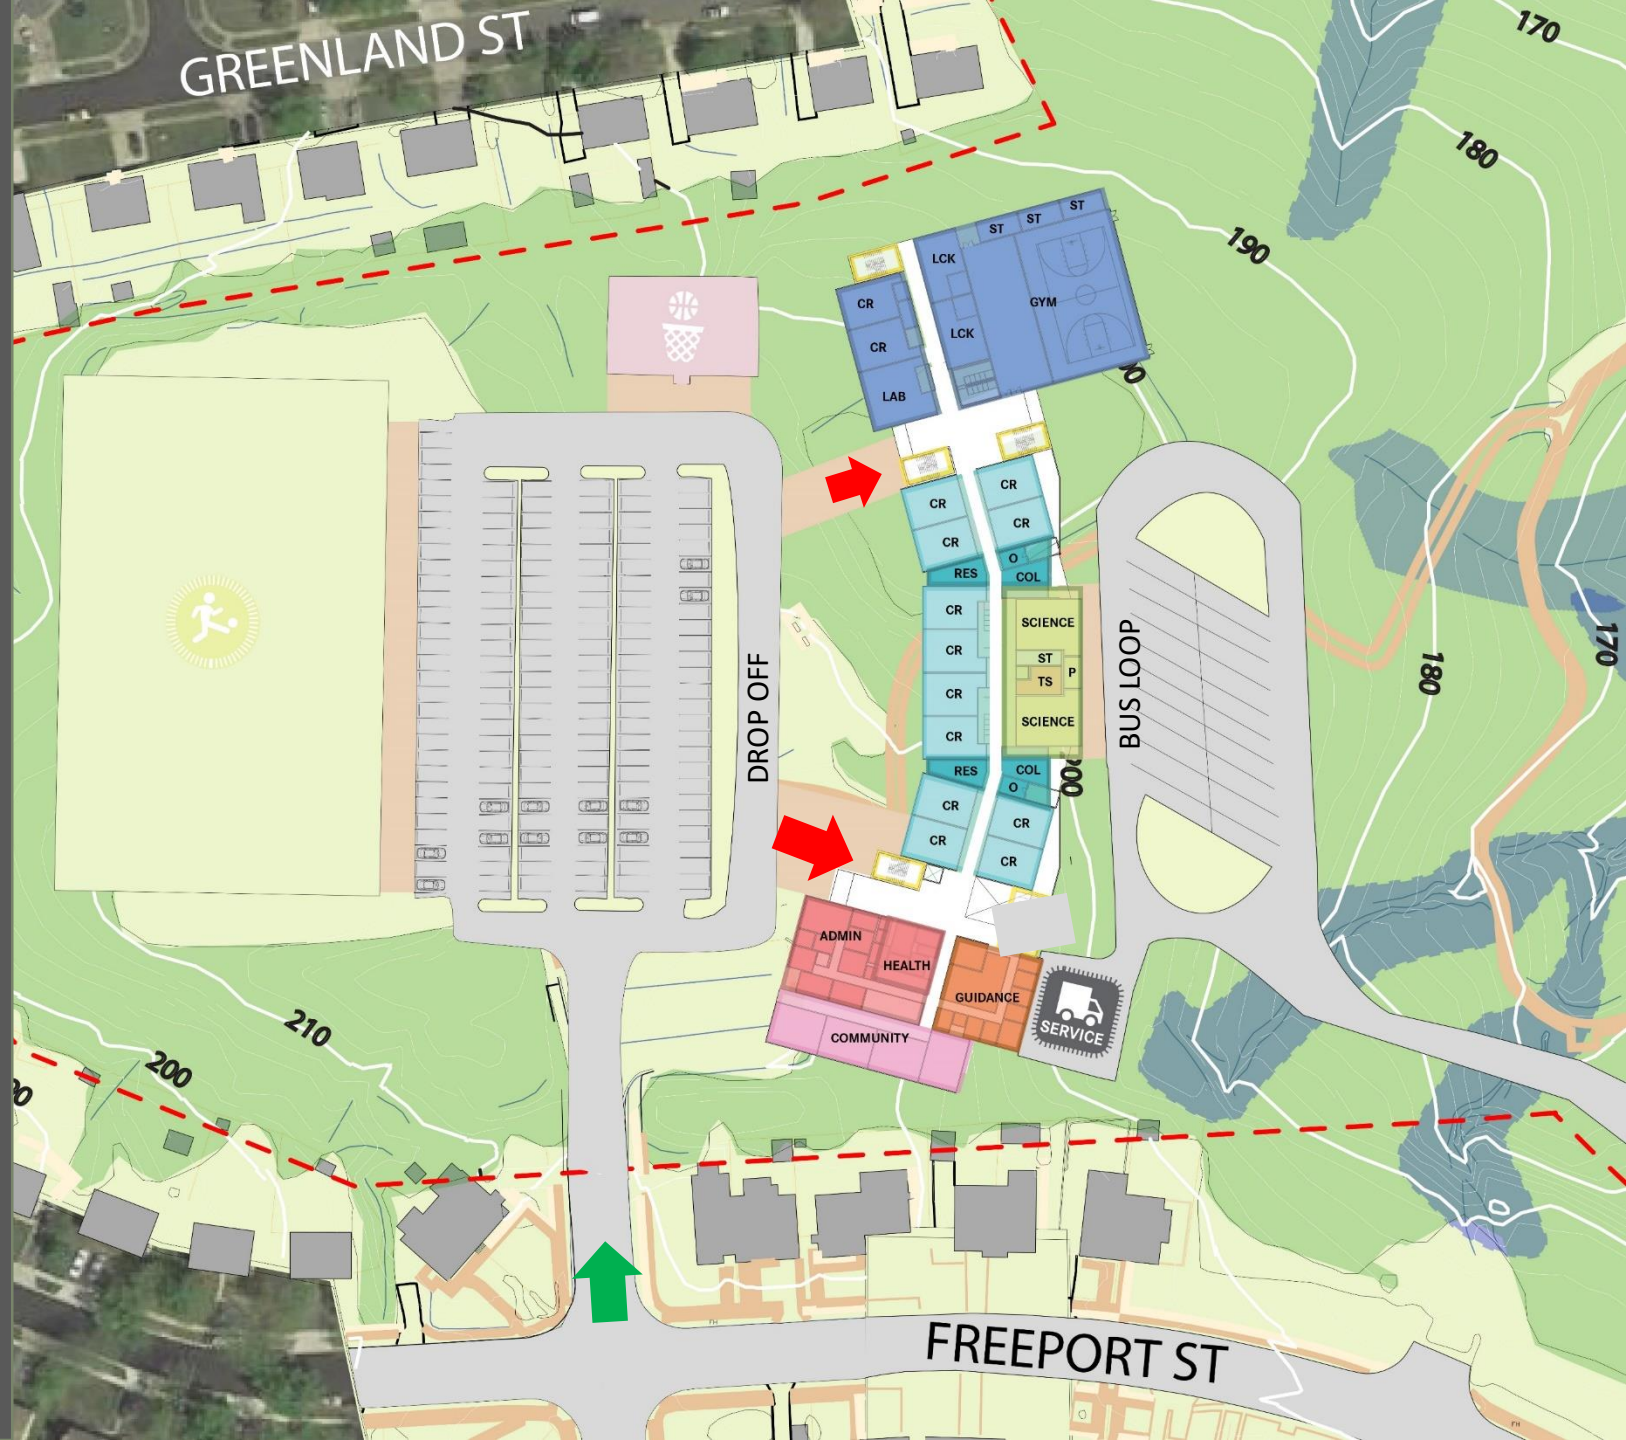 GREENLAND ST
170
180
190
ST
ST
ST
LCK
CR
GYM
LCK
CR
LAB
CR
CR
CR
CR
O
RES
COL
CR
SCIENCE
CR
ST
P
TS
CR
SCIENCE
CR
RES
COL
O
CR
CR
CR
CR
DROP OFF
BUS LOOP
180
170
00
ADMIN
HEALTH
GUIDANCE
COMMUNITY
SERVICE
210
200
FREEPORT ST
FH